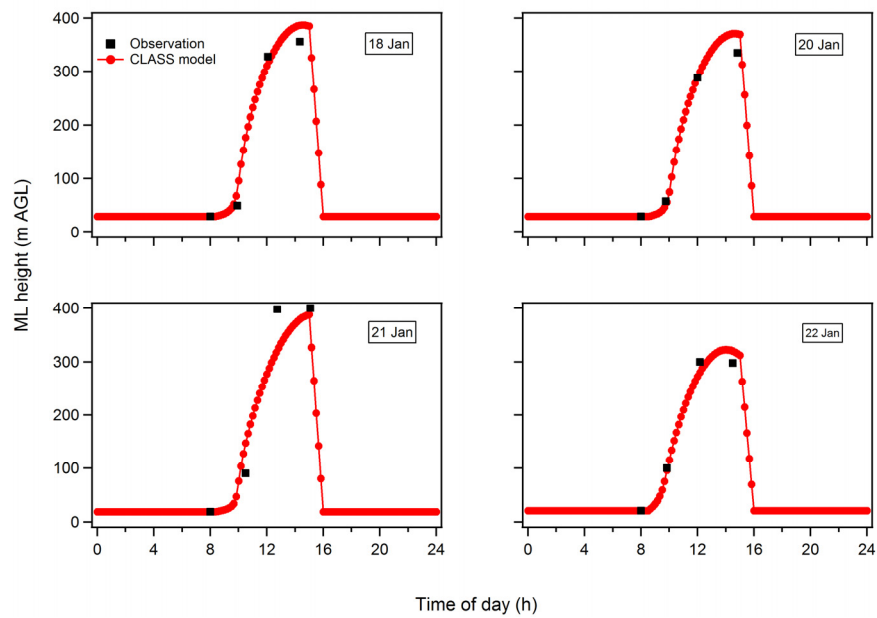 400
300
200
100
0
Observation
CLASS model
18 Jan
20 Jan
ML height (m AGL)
400
300
200
100
0
21 Jan
22 Jan
0 4 8 12 16 20 24
0 4 8 12 16 20 24
Time of day (h)